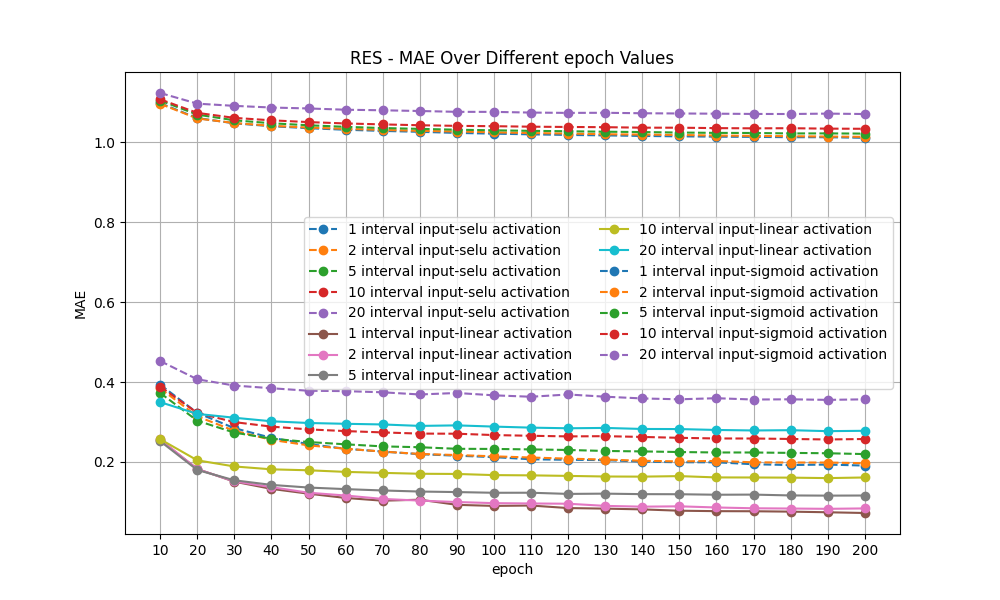 RES - MAE Over Different epoch Values
MAE
1.0
0.8
0.6
0.4
0.2
1 interval input-selu activation
2 interval input-selu activation
5 interval input-selu activation
10 interval input-selu activation
20 interval input-selu activation
1 interval input-linear activation
2 interval input-linear activation
5 interval input-linear activation
10 interval input-linear activation
20 interval input-linear activation
1 interval input-sigmoid activation
2 interval input-sigmoid activation
5 interval input-sigmoid activation
10 interval input-sigmoid activation
20 interval input-sigmoid activation
10 20 30 40 50 60 70 80 90 100 110 120 130 140 150 160 170 180 190 200
epoch